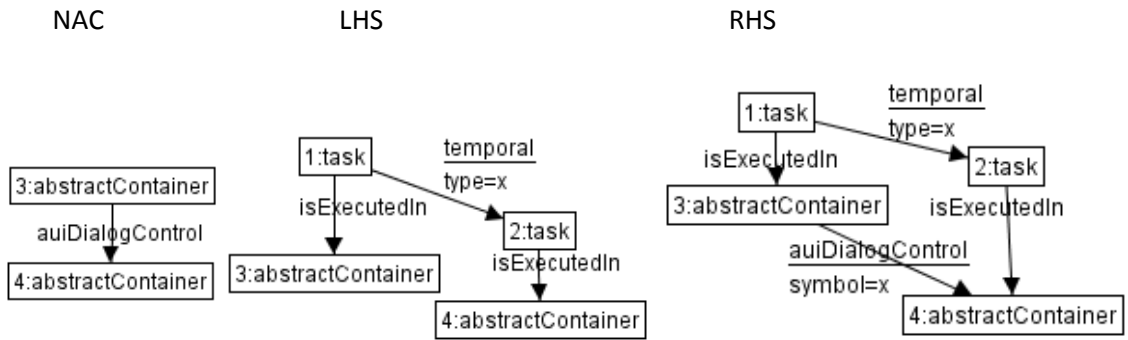 NAC
LHS
RHS
3:abstractContainer
auiDialogControl
4:abstractContainer
1:task
temporal
type=x
isExecutedIn
2:task
isExecutedIn
3:abstractContainer
4:abstractContainer
temporal
1:task
type=x
isExecutedIn
2:task
3:abstractContainer
isExecutedIn
auiDialogControl
symbol=x
4:abstractContainer